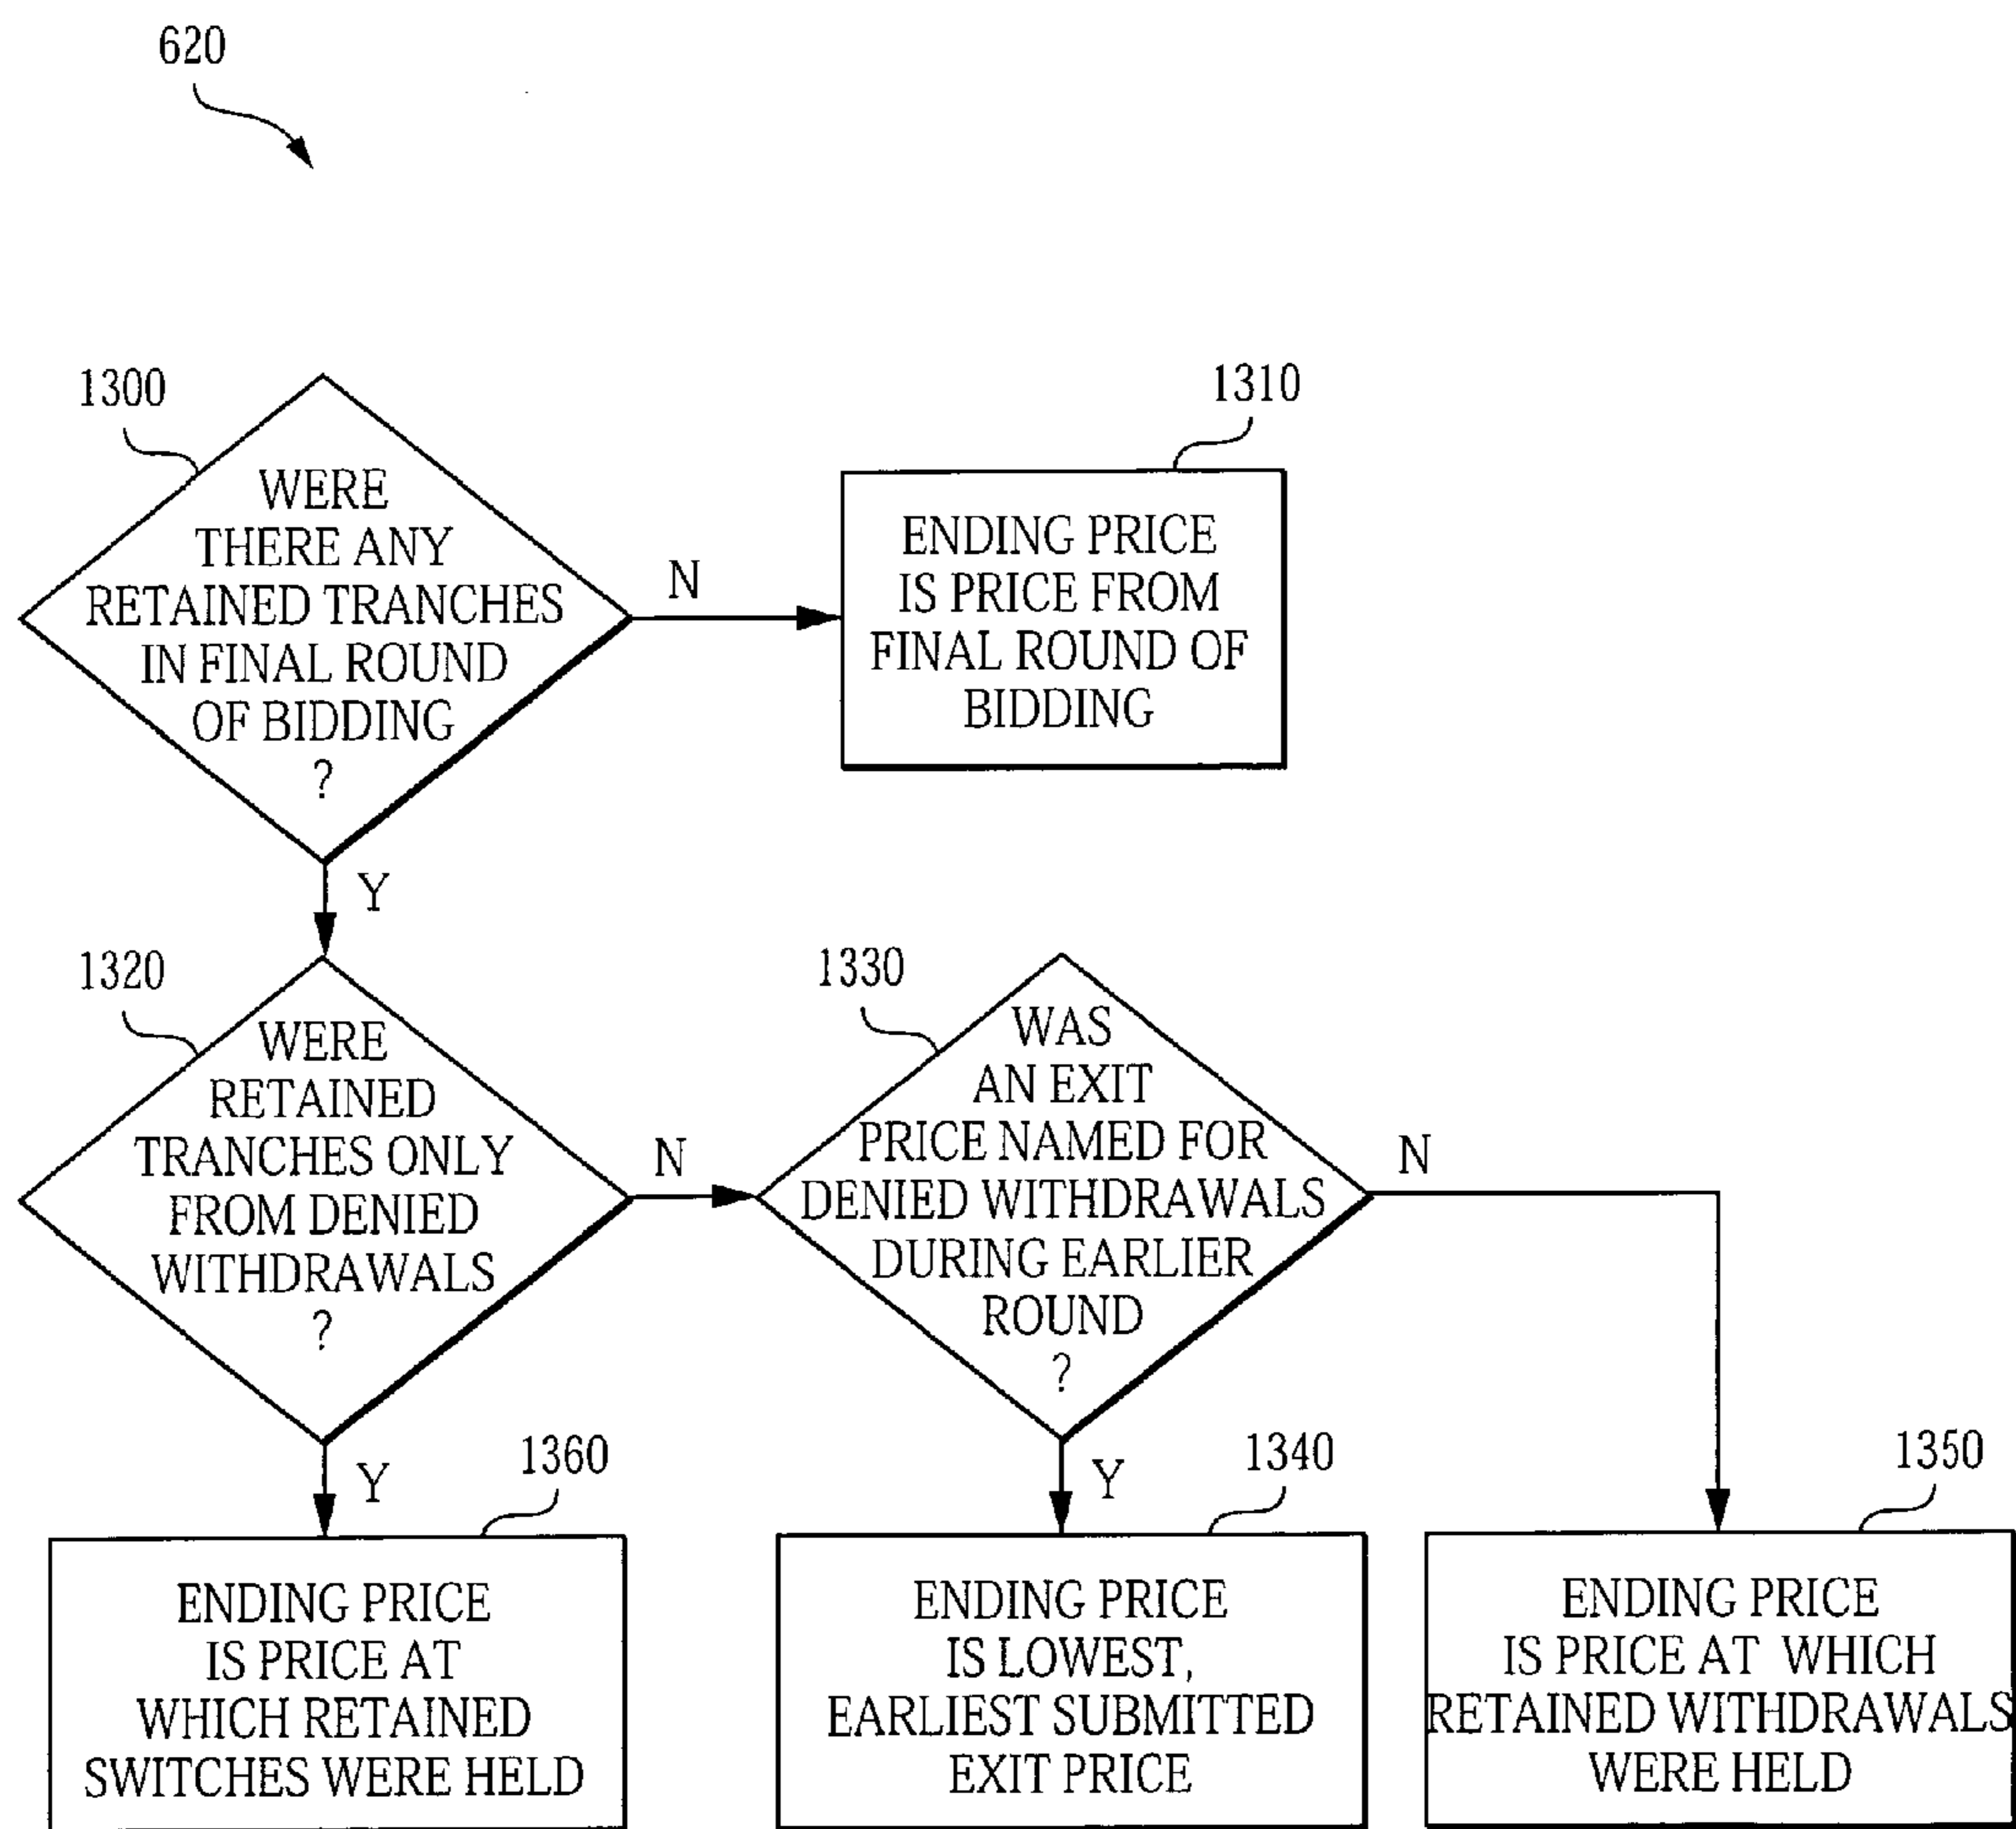 620
1300
WERE
THERE ANY
RETAINED TRANCHES
IN FINAL ROUND
OF BIDDING
?
N
1310
ENDING PRICE
IS PRICE FROM
FINAL ROUND OF
BIDDING
Y
1320
WERE
RETAINED
TRANCHES ONLY
FROM DENIED
WITHDRAWALS
?
N
1330
WAS
AN EXIT
PRICE NAMED FOR
DENIED WITHDRAWALS
DURING EARLIER
ROUND
?
N
Y
1360
ENDING PRICE
IS PRICE AT
WHICH RETAINED
SWITCHES WERE HELD
Y
1340
ENDING PRICE
IS LOWEST,
EARLIEST SUBMITTED
EXIT PRICE
1350
ENDING PRICE
IS PRICE AT WHICH
RETAINED WITHDRAWALS
WERE HELD